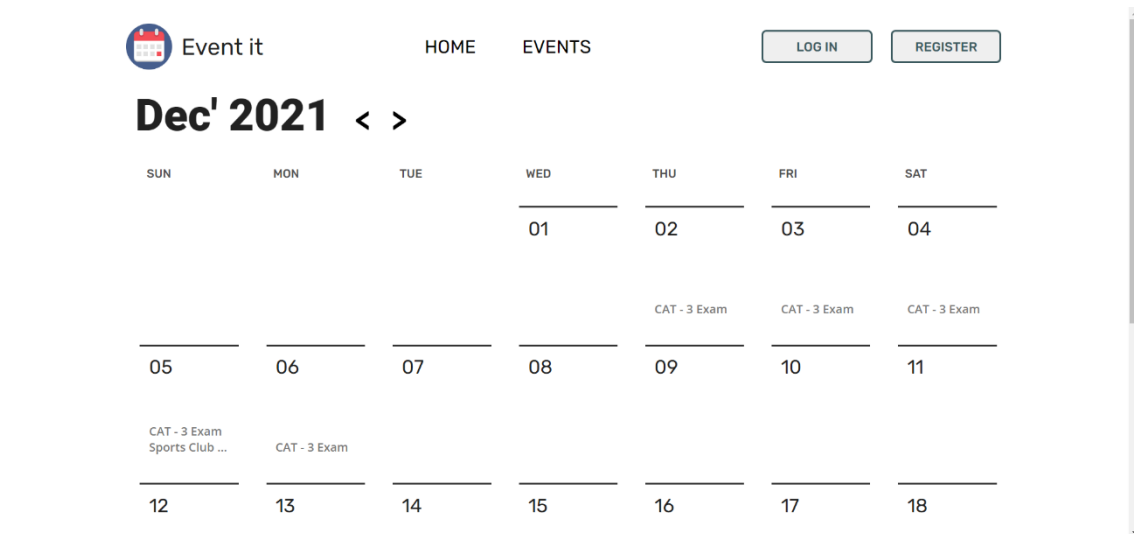 Event it HOME EVENTS LOG IN REGISTER
Dec' 2021 < >
SUN MON TUE WED THU FRI SAT
01 02 03 04
CAT - 3 Exam CAT - 3 Exam CAT - 3 Exam
05 06 07 08 09 10 11
CAT - 3 Exam
Sports Club ... CAT - 3 Exam
12 13 14 15 16 17 18